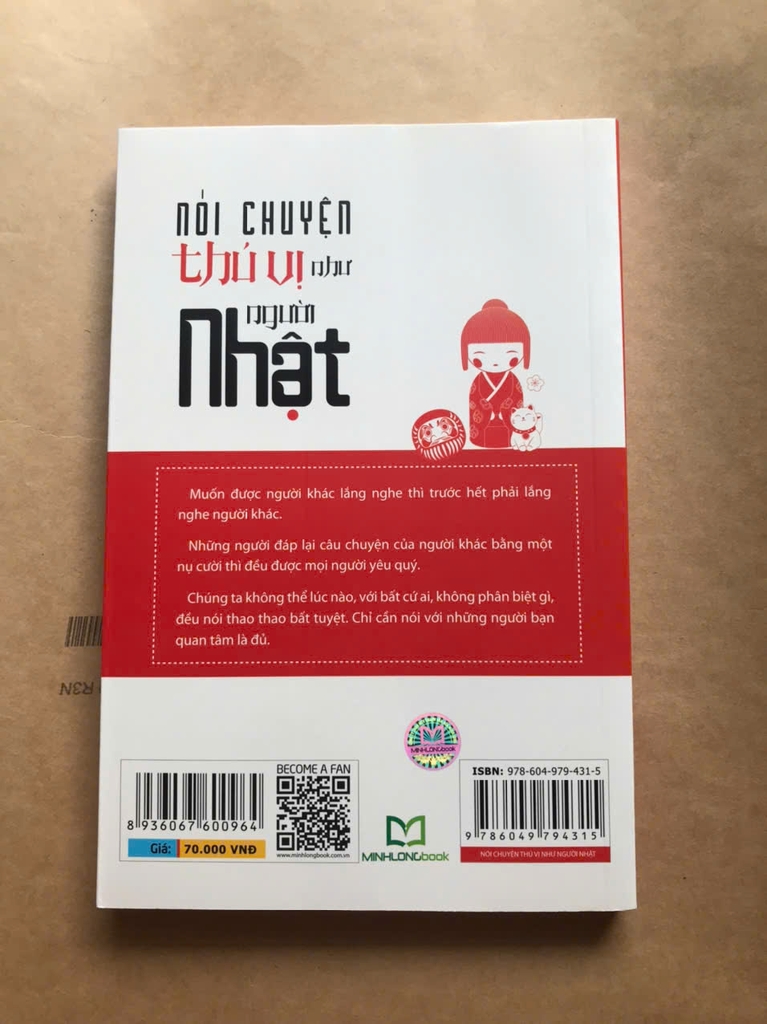 NÓI CHUYỆN
thú vị như
người
Nhật
Muốn được người khác lắng nghe thì trước hết phải lắng
nghe người khác.
Những người đáp lại câu chuyện của người khác bằng một
nụ cười thì đều được mọi người yêu quý.
Chúng ta không thể lúc nào, với bất cứ ai, không phân biệt gì,
đều nói thao thao bất tuyệt. Chỉ cần nói với những người bạn
quan tâm là đủ.
R3N
MINHLONGbook
8 936067 600964
Giá: 70.000 VNĐ
BECOME A FAN
www.minhlongbook.com.vn
MINHLONGbook
ISBN: 978-604-979-431-5
9 786049 794315
NÓI CHUYỆN THÚ VỊ NHƯ NGƯỜI NHẬT